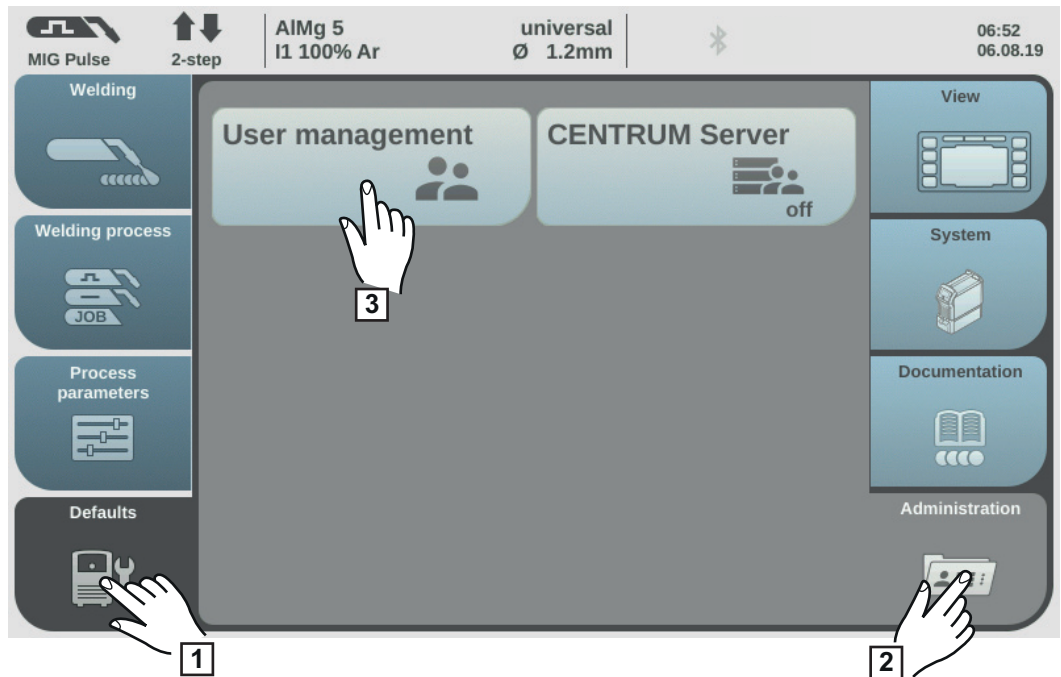 MIG Pulse
2-step
AlMg 5
I1 100% Ar
universal
Ø 1.2mm
06:52
06.08.19
Welding
Welding process
JOB
Process
parameters
Defaults
User management
CENTRUM Server
off
View
System
Documentation
Administration
1
2
3